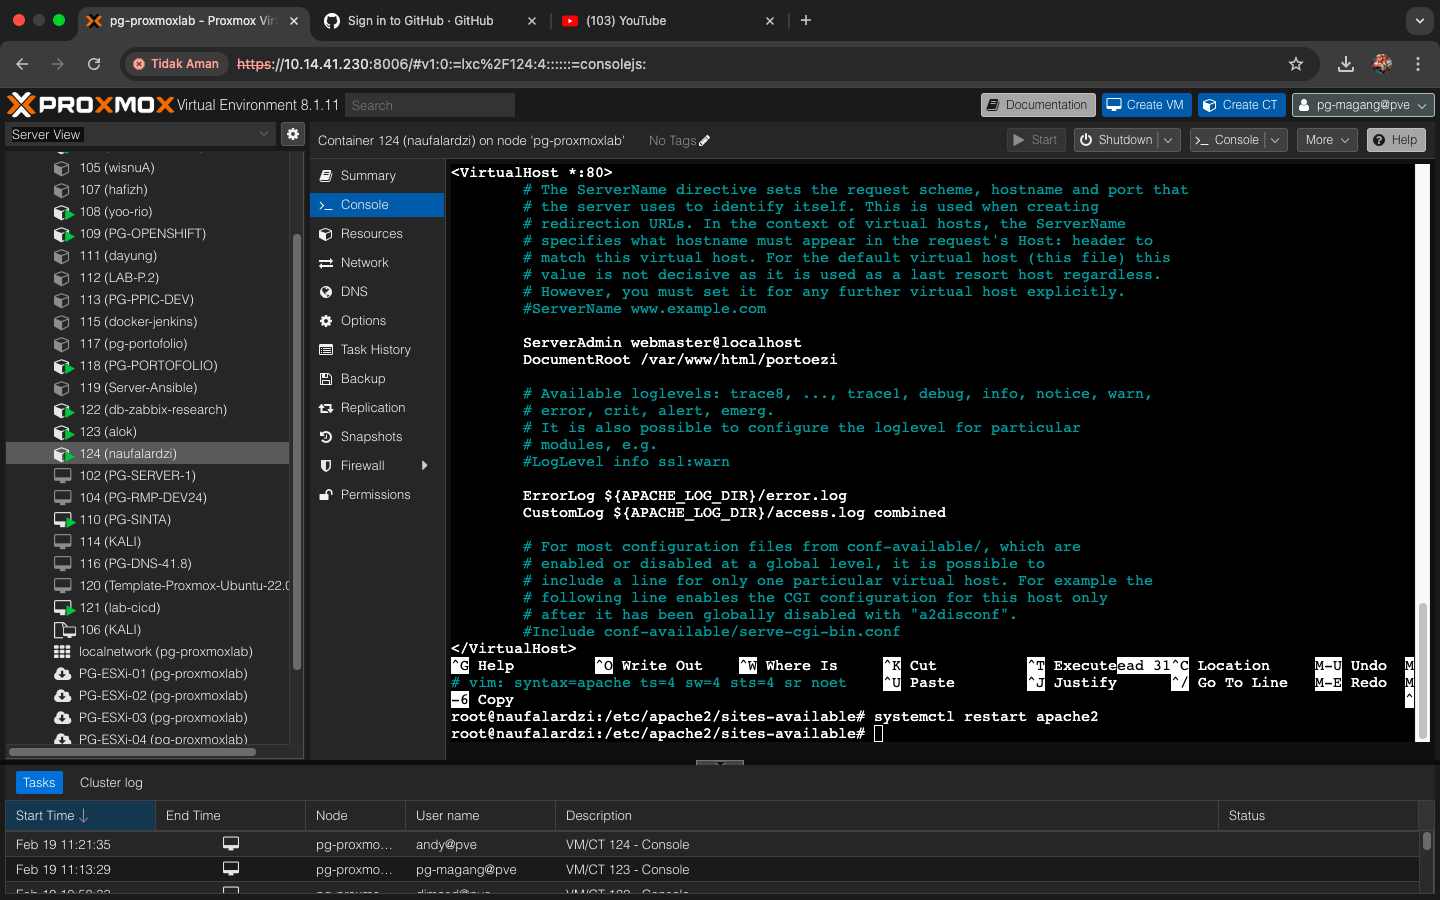 pg-proxmoxlab - Proxmox Vir
Sign in to GitHub · GitHub
(103) YouTube
Tidak Aman
https://10.14.41.230:8006/#v1:0:=lxc%2F124:4::::::=consolejs:
PROXMOX Virtual Environment 8.1.11
Search
Documentation
Create VM
Create CT
pg-magang@pve
Server View
Container 124 (naufalardzi) on node 'pg-proxmoxlab'
No Tags
Start
Shutdown
Console
More
Help
105 (wisnuA)
107 (hafizh)
108 (yoo-rio)
109 (PG-OPENSHIFT)
111 (dayung)
112 (LAB-P.2)
113 (PG-PPIC-DEV)
115 (docker-jenkins)
117 (pg-portofolio)
118 (PG-PORTOFOLIO)
119 (Server-Ansible)
122 (db-zabbix-research)
123 (alok)
124 (naufalardzi)
102 (PG-SERVER-1)
104 (PG-RMP-DEV24)
110 (PG-SINTA)
114 (KALI)
116 (PG-DNS-41.8)
120 (Template-Proxmox-Ubuntu-22.0
121 (lab-cicd)
106 (KALI)
localnetwork (pg-proxmoxlab)
PG-ESXi-01 (pg-proxmoxlab)
PG-ESXi-02 (pg-proxmoxlab)
PG-ESXi-03 (pg-proxmoxlab)
PG-ESXi-04 (pg-proxmoxlab)
Summary
Console
Resources
Network
DNS
Options
Task History
Backup
Replication
Snapshots
Firewall
Permissions
<VirtualHost *:80>
# The ServerName directive sets the request scheme, hostname and port that
# the server uses to identify itself. This is used when creating
# redirection URLs. In the context of virtual hosts, the ServerName
# specifies what hostname must appear in the request's Host: header to
# match this virtual host. For the default virtual host (this file) this
# value is not decisive as it is used as a last resort host regardless.
# However, you must set it for any further virtual host explicitly.
#ServerName www.example.com
ServerAdmin webmaster@localhost
DocumentRoot /var/www/html/portoezi
# Available loglevels: trace8, ..., trace1, debug, info, notice, warn,
# error, crit, alert, emerg.
# It is also possible to configure the loglevel for particular
# modules, e.g.
#LogLevel info ssl:warn
ErrorLog ${APACHE_LOG_DIR}/error.log
CustomLog ${APACHE_LOG_DIR}/access.log combined
# For most configuration files from conf-available/, which are
# enabled or disabled at a global level, it is possible to
# include a line for only one particular virtual host. For example the
# following line enables the CGI configuration for this host only
# after it has been globally disabled with "a2disconf".
#Include conf-available/serve-cgi-bin.conf
</VirtualHost>
^G Help ^O Write Out ^W Where Is ^K Cut ^T Executeead 31^C Location M-U Undo M
# vim: syntax=apache ts=4 sw=4 sts=4 sr noet ^U Paste ^J Justify ^/ Go To Line M-E Redo M
-6 Copy ^
root@naufalardzi:/etc/apache2/sites-available# systemctl restart apache2
root@naufalardzi:/etc/apache2/sites-available#
Tasks
Cluster log
Start Time End Time Node User name Description Status
Feb 19 11:21:35 pg-proxmo... andy@pve VM/CT 124 - Console
Feb 19 11:13:29 pg-proxmo... pg-magang@pve VM/CT 123 - Console